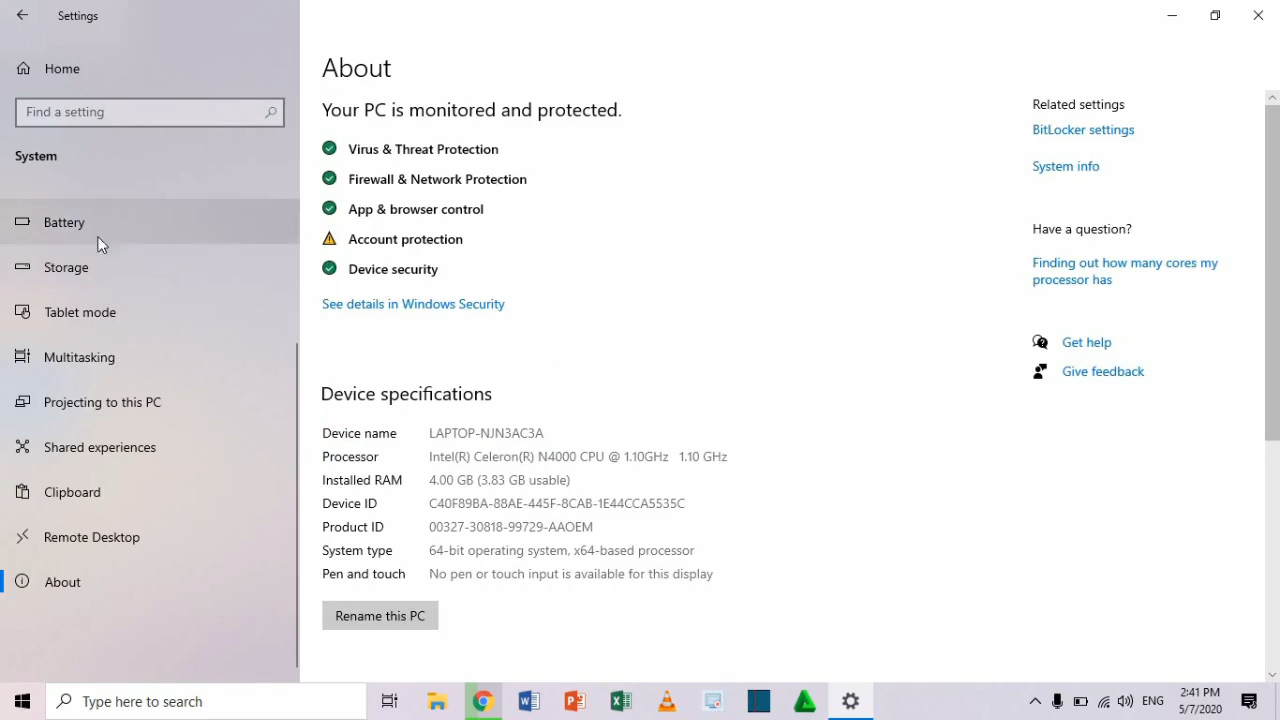 Settings
Home
Find a setting
System
Battery
Storage
Tablet mode
Multitasking
Projecting to this PC
Shared experiences
Clipboard
Remote Desktop
About
About
Your PC is monitored and protected.
Virus & Threat Protection
Firewall & Network Protection
App & browser control
Account protection
Device security
See details in Windows Security
Device specifications
Device name LAPTOP-NJN3AC3A
Processor Intel(R) Celeron(R) N4000 CPU @ 1.10GHz 1.10 GHz
Installed RAM 4.00 GB (3.83 GB usable)
Device ID C40F89BA-88AE-445F-8CAB-1E44CCA5535C
Product ID 00327-30818-99729-AAOEM
System type 64-bit operating system, x64-based processor
Pen and touch No pen or touch input is available for this display
Rename this PC
Related settings
BitLocker settings
System info
Have a question?
Finding out how many cores my
processor has
Get help
Give feedback
Type here to search
ENG
2:41 PM
5/7/2020